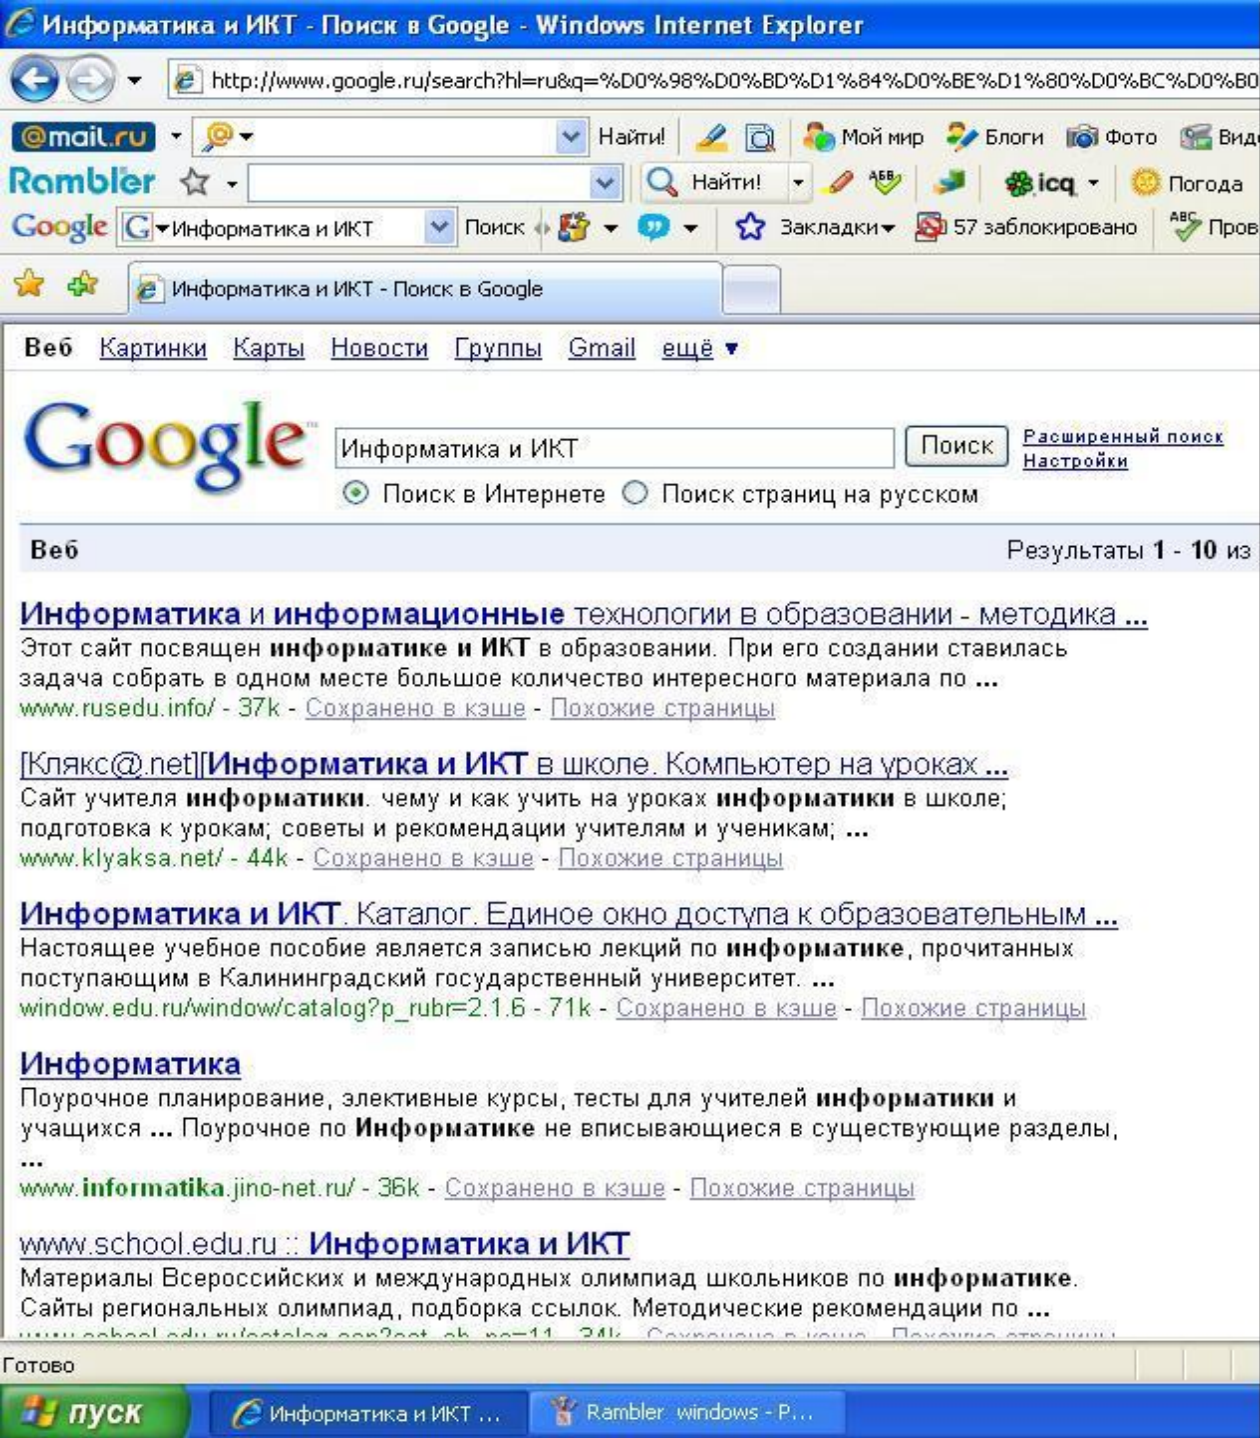 Информатика и ИКТ - Поиск в Google - Windows Internet Explorer
http://www.google.ru/search?hl=ru&q=%D0%98%D0%BD%D1%84%D0%BE%D1%80%D0%BC%D0%B0
@mail.ru Найти! Мой мир Блоги Фото Вид
Rambler Найти! АБВ icq Погода
Google G Информатика и ИКТ Поиск Закладки 57 заблокировано ABC Пров
Информатика и ИКТ - Поиск в Google
Веб Картинки Карты Новости Группы Gmail ещё ▼
Google™ Информатика и ИКТ Поиск Расширенный поиск
Настройки
Поиск в Интернете Поиск страниц на русском
Веб Результаты 1 - 10 из
Информатика и информационные технологии в образовании - методика ...
Этот сайт посвящен информатике и ИКТ в образовании. При его создании ставилась
задача собрать в одном месте большое количество интересного материала по ...
www.rusedu.info/ - 37k - Сохранено в кэше - Похожие страницы
[Клякс@.net][Информатика и ИКТ в школе. Компьютер на уроках ...
Сайт учителя информатики. чему и как учить на уроках информатики в школе;
подготовка к урокам; советы и рекомендации учителям и ученикам; ...
www.klyaksa.net/ - 44k - Сохранено в кэше - Похожие страницы
Информатика и ИКТ. Каталог. Единое окно доступа к образовательным ...
Настоящее учебное пособие является записью лекций по информатике, прочитанных
поступающим в Калининградский государственный университет. ...
window.edu.ru/window/catalog?p_rubr=2.1.6 - 71k - Сохранено в кэше - Похожие страницы
Информатика
Поурочное планирование, элективные курсы, тесты для учителей информатики и
учащихся ... Поурочное по Информатике не вписывающиеся в существующие разделы,
...
www.informatika.jino-net.ru/ - 36k - Сохранено в кэше - Похожие страницы
www.school.edu.ru :: Информатика и ИКТ
Материалы Всероссийских и международных олимпиад школьников по информатике.
Сайты региональных олимпиад, подборка ссылок. Методические рекомендации по ...
Готово
пуск Информатика и ИКТ ... Rambler windows - P...